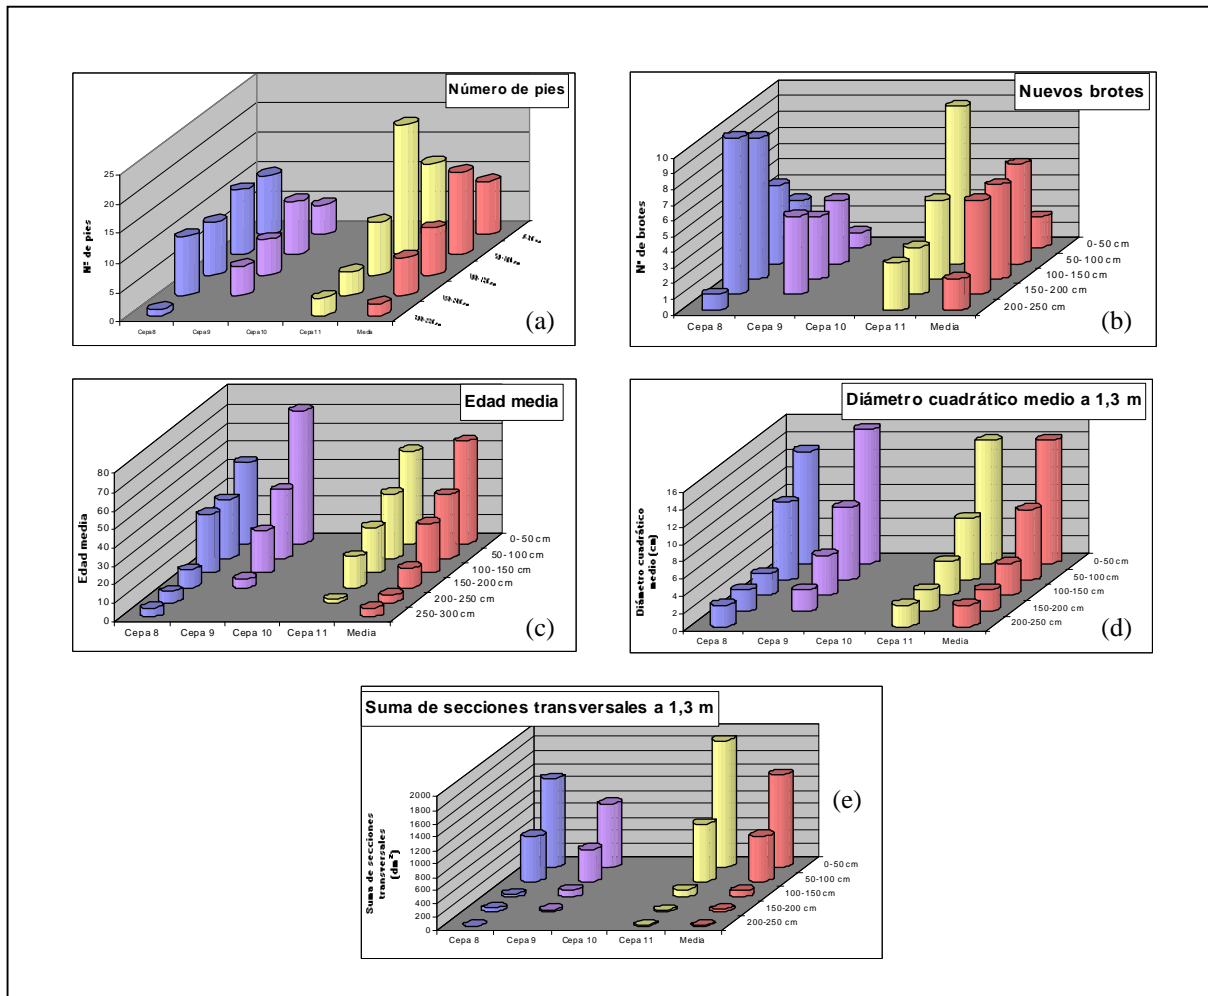 Número de pies
Nº de pies
25
20
15
10
5
0
Cepa 8 Cepa 9 Cepa 10 Cepa 11 Media
(a)
Nuevos brotes
Nº de brotes
10
9
8
7
6
5
4
3
2
1
0
Cepa 8 Cepa 9 Cepa 10 Cepa 11 Media
0-50 cm
50-100 cm
100-150 cm
150-200 cm
200-250 cm
(b)
Edad media
Edad media
80
70
60
50
40
30
20
10
0
Cepa 8 Cepa 9 Cepa 10 Cepa 11 Media
0-50 cm
50-100 cm
100-150 cm
150-200 cm
200-250 cm
250-300 cm
(c)
Diámetro cuadrático medio a 1,3 m
Diámetro cuadrático
medio (cm)
16
14
12
10
8
6
4
2
0
Cepa 8 Cepa 9 Cepa 10 Cepa 11 Media
0-50 cm
50-100 cm
100-150 cm
150-200 cm
200-250 cm
(d)
Suma de secciones transversales a 1,3 m
Suma de secciones
transversales
(dm²)
2000
1800
1600
1400
1200
1000
800
600
400
200
0
Cepa 8 Cepa 9 Cepa 10 Cepa 11 Media
0-50 cm
50-100 cm
100-150 cm
150-200 cm
200-250 cm
(e)